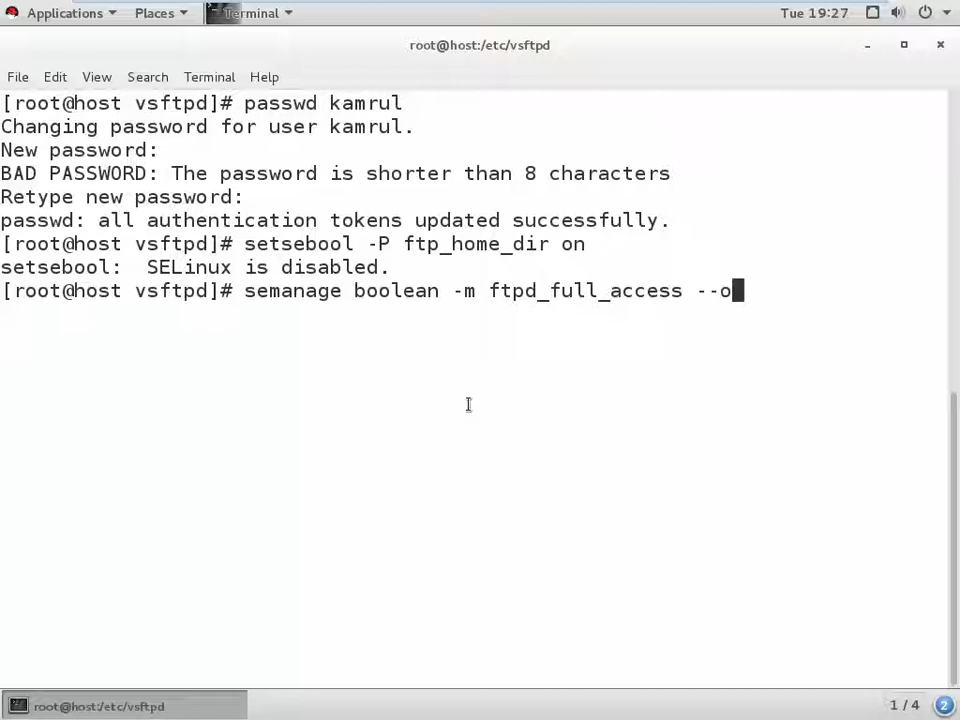 Applications Places Terminal Tue 19:27
root@host:/etc/vsftpd
File Edit View Search Terminal Help
[root@host vsftpd]# passwd kamrul
Changing password for user kamrul.
New password:
BAD PASSWORD: The password is shorter than 8 characters
Retype new password:
passwd: all authentication tokens updated successfully.
[root@host vsftpd]# setsebool -P ftp_home_dir on
setsebool:  SELinux is disabled.
[root@host vsftpd]# semanage boolean -m ftpd_full_access --o
root@host:/etc/vsftpd 1 / 4 2